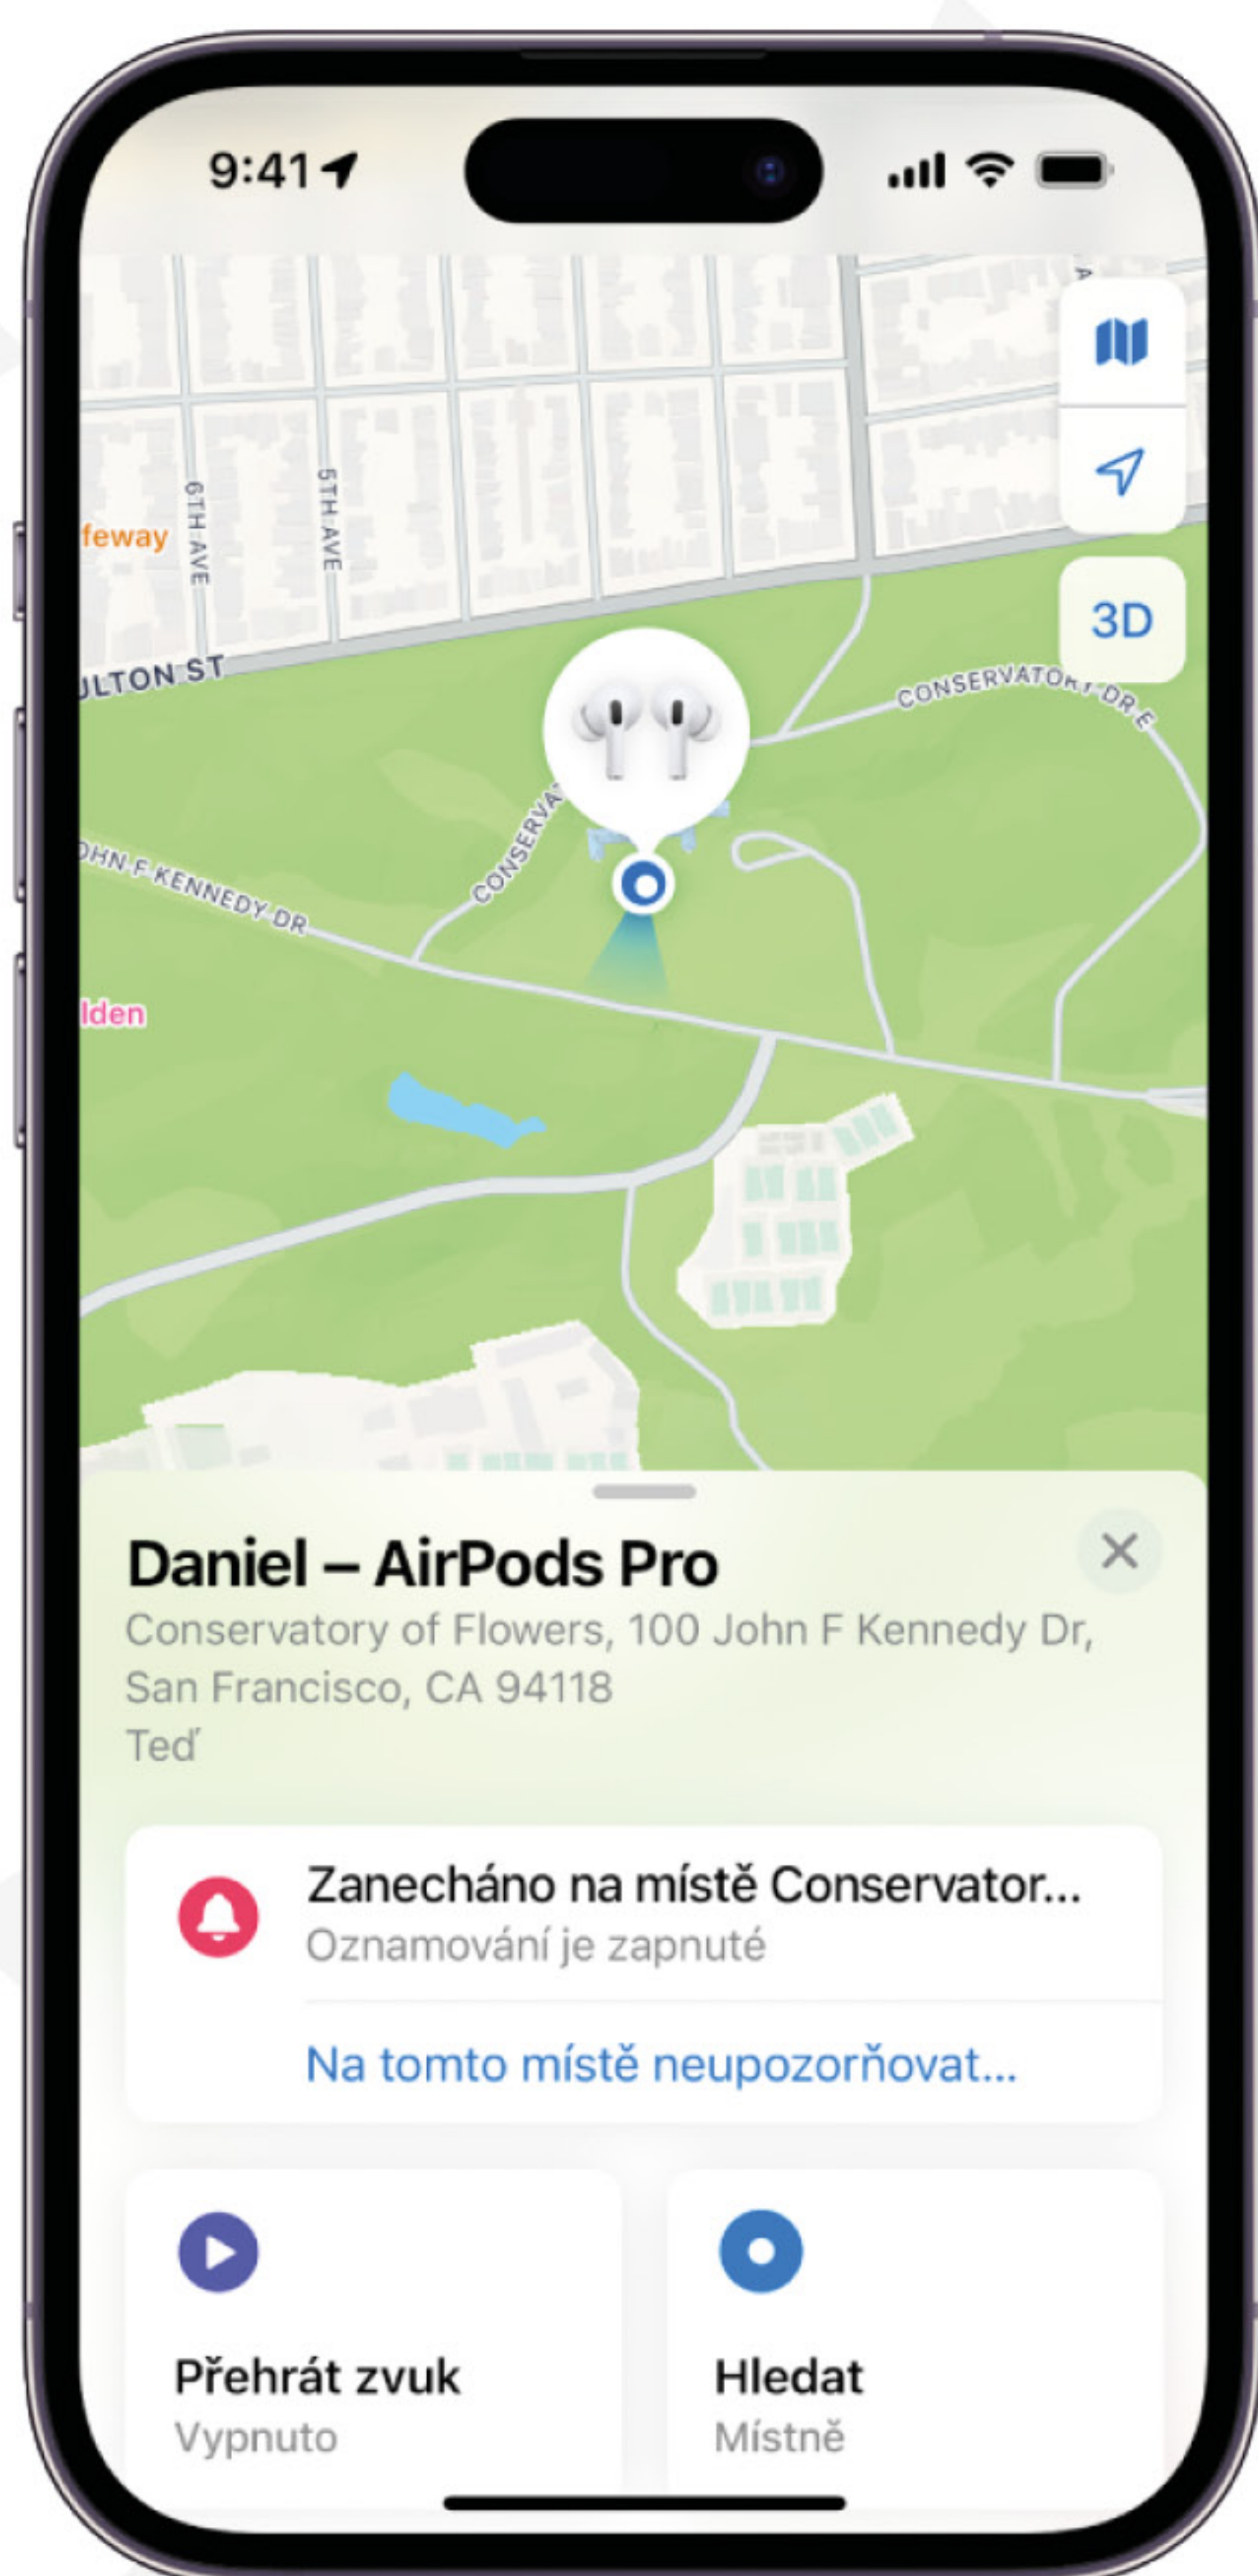 9:41
6TH AVE
5TH AVE
feway
3D
ULTON ST
CONSERVATORY DR E
CONSERVA
OHN F KENNEDY DR
lden
Daniel – AirPods Pro
Conservatory of Flowers, 100 John F Kennedy Dr,
San Francisco, CA 94118
Teď
Zanecháno na místě Conservator...
Oznamování je zapnuté
Na tomto místě neupozorňovat...
Přehrát zvuk
Hledat
Vypnuto
Místně